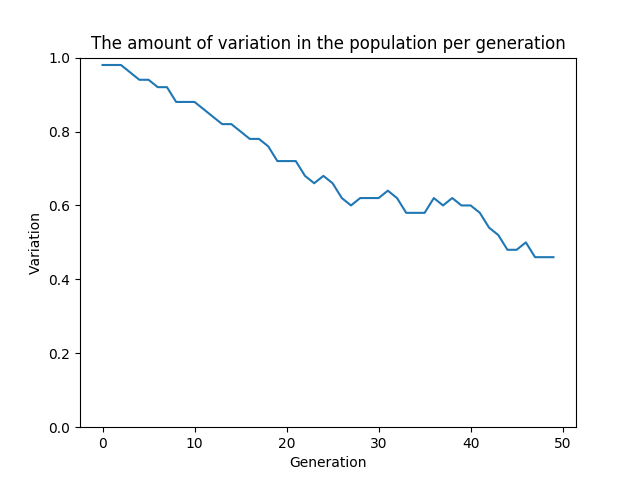 The amount of variation in the population per generation
1.0
0.8
0.6
0.4
0.2
0.0
Variation
0 10 20 30 40 50
Generation